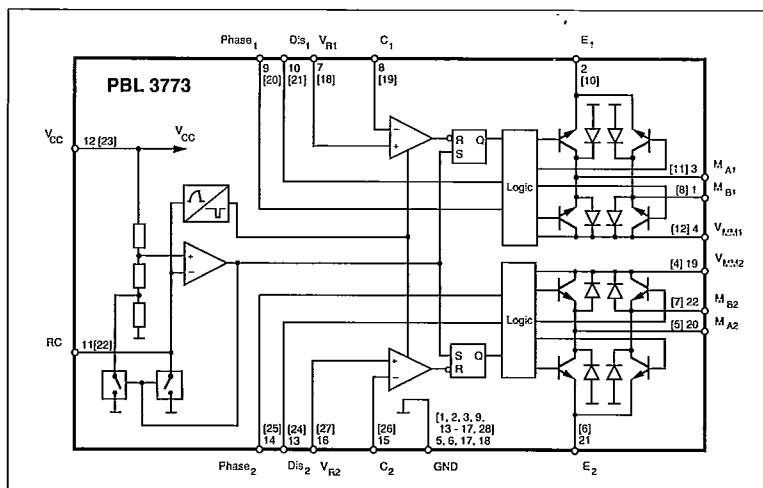 Phase1 Dis1 VR1 C1 E1
9 10 7 8 2
[20] [21] [18] [19] [10]
PBL 3773
VCC 12 [23] VCC
− +
R Q
S
Logic
[11] 3 MA1
[8] 1 MB1
[12] 4 VMM1
+ −
[4] 19 VMM2
[7] 22 MB2
[5] 20 MA2
Logic
RC 11 [22]
S Q
R
+ −
[1, 2, 3, 9,
13 - 17, 28]
5, 6, 17, 18
[25] [24] [27] [26] [6]
14 13 16 15 21
Phase2 Dis2 VR2 C2 GND E2